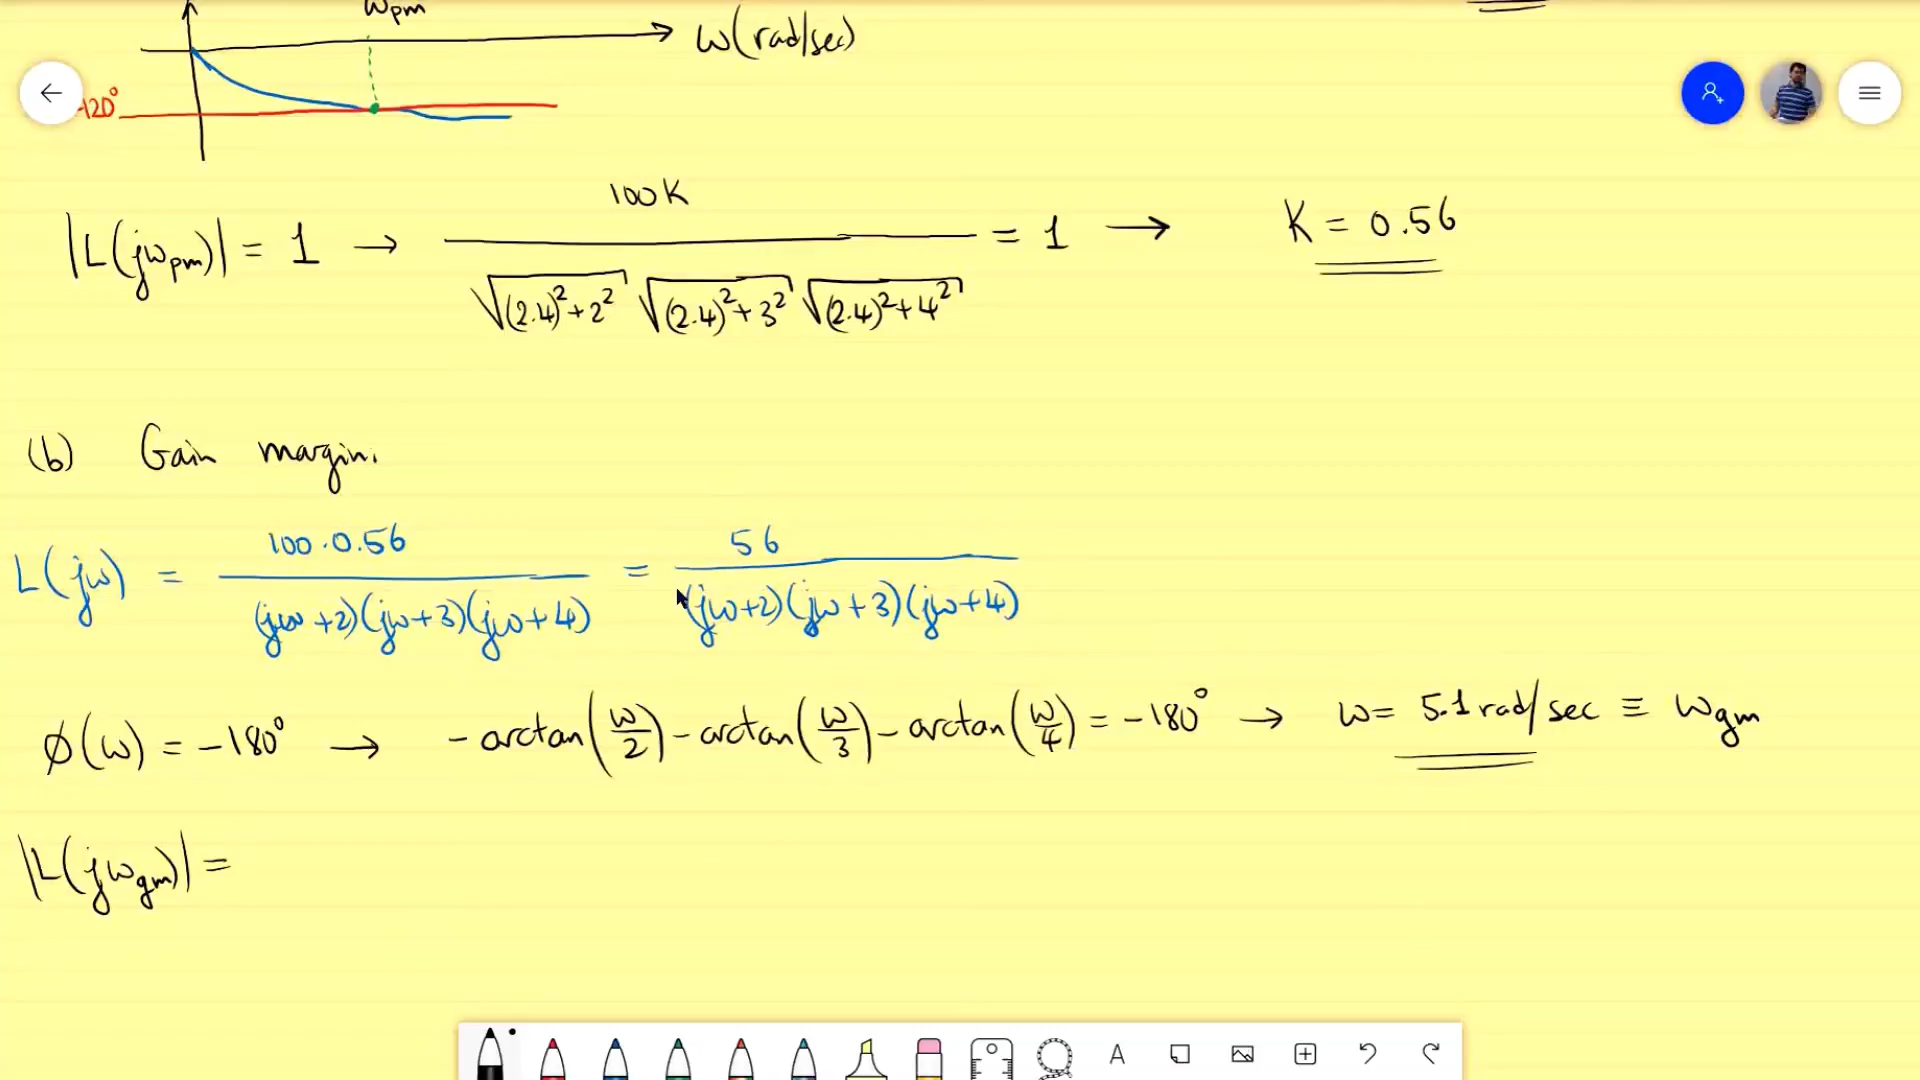 ωpm
ω(rad/sec)
-120°
|L(jωpm)| = 1 → 100K / √((2.4)²+2²) √((2.4)²+3²) √((2.4)²+4²) = 1 → K = 0.56
(b) Gain margin.
L(jω) = 100·0.56 / (jω+2)(jω+3)(jω+4) = 56 / (jω+2)(jω+3)(jω+4)
Ø(ω) = -180° → -arctan(ω/2) - arctan(ω/3) - arctan(ω/4) = -180° → ω = 5.1 rad/sec ≡ ωgm
|L(jωgm)| =
A